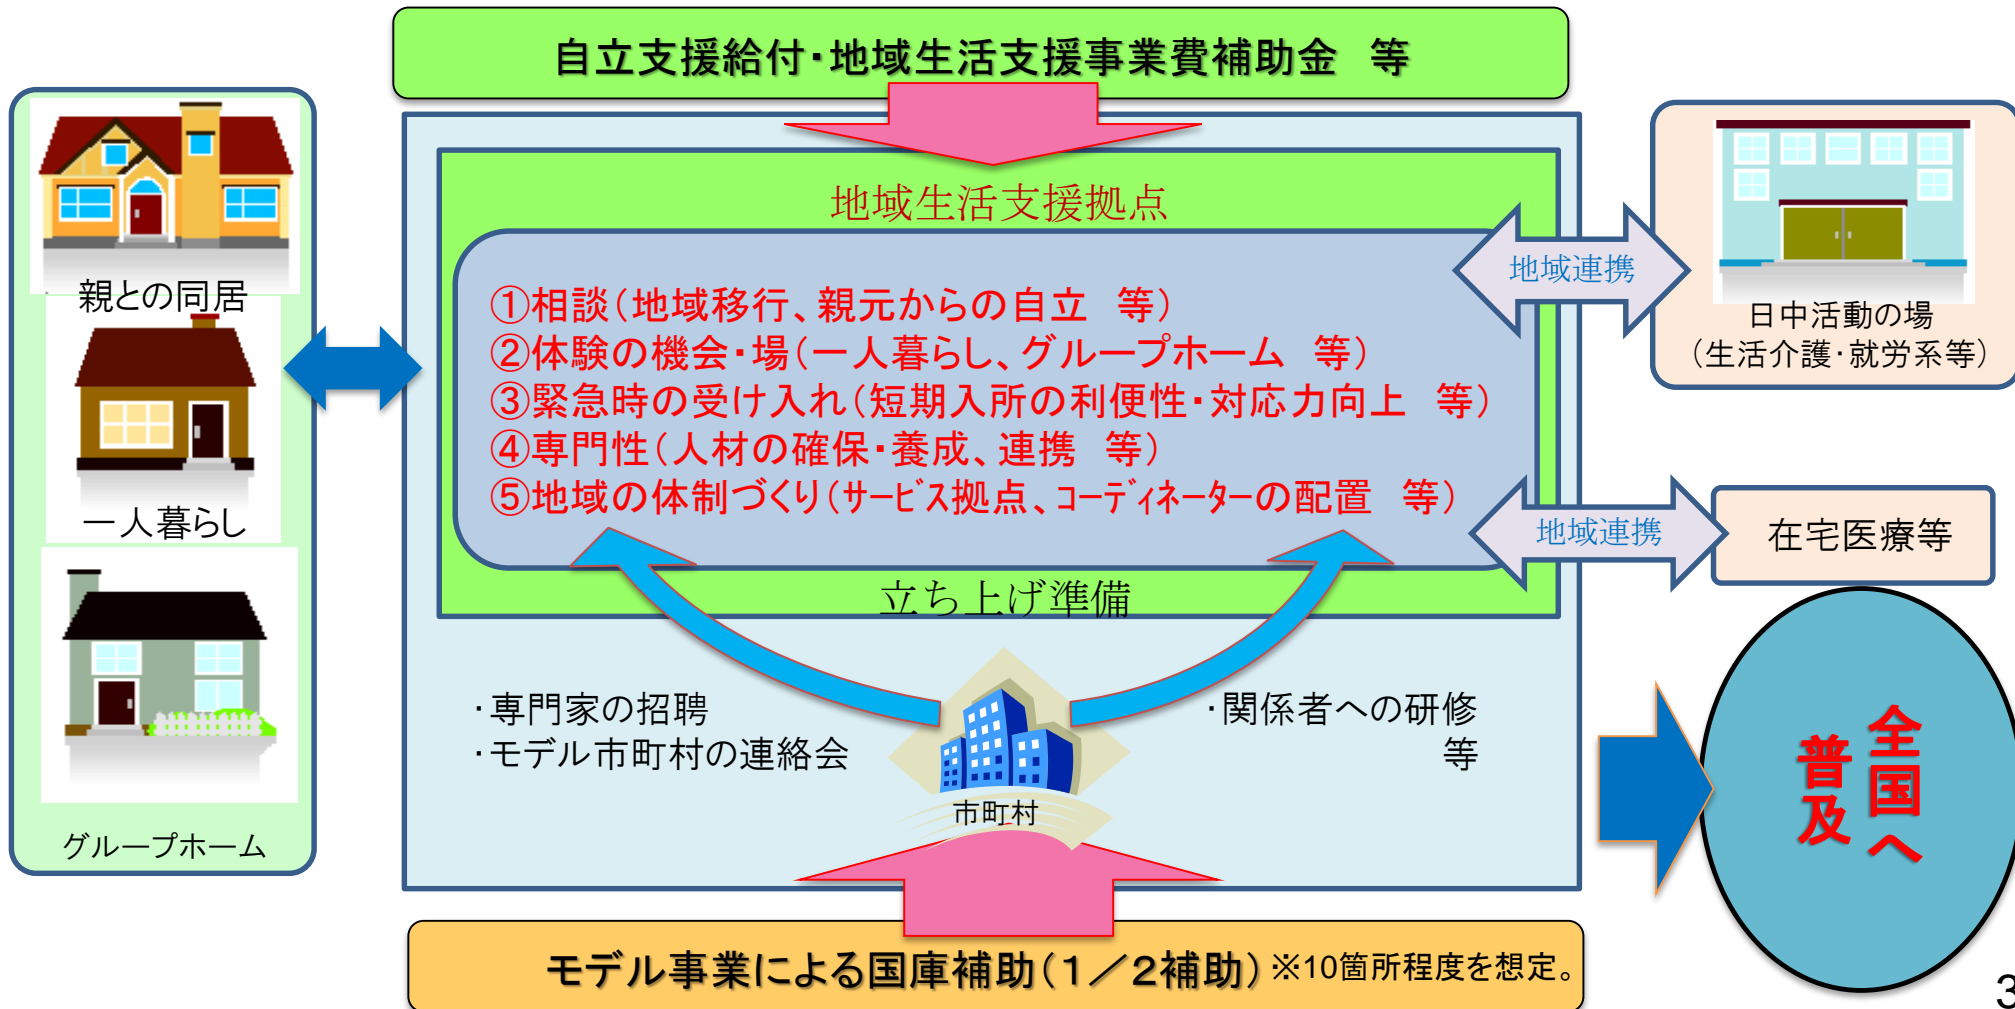 自立支援給付・地域生活支援事業費補助金　等
親との同居
一人暮らし
グループホーム
地域生活支援拠点
①相談（地域移行、親元からの自立　等）
②体験の機会・場（一人暮らし、グループホーム　等）
③緊急時の受け入れ（短期入所の利便性・対応力向上　等）
④専門性（人材の確保・養成、連携　等）
⑤地域の体制づくり（ｻｰﾋﾞｽ拠点、ｺｰﾃﾞｨﾈｰﾀｰの配置　等）
立ち上げ準備
地域連携
日中活動の場
（生活介護・就労系等）
地域連携
在宅医療等
・専門家の招聘
・モデル市町村の連絡会
・関係者への研修
等
市町村
全国へ
普及
モデル事業による国庫補助（１／２補助）※10箇所程度を想定。
3